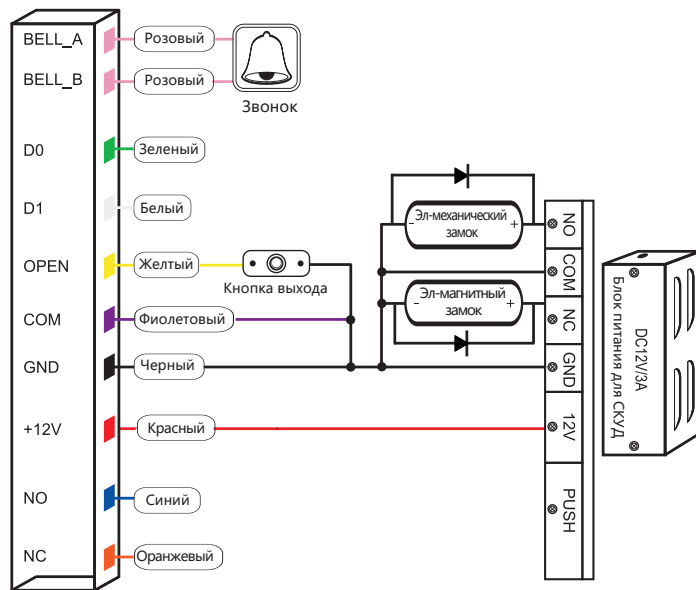 BELL_A
Розовый
BELL_B
Розовый
Звонок
D0
Зеленый
D1
Белый
OPEN
Желтый
Кнопка выхода
COM
Фиолетовый
GND
Черный
+12V
Красный
NO
Синий
NC
Оранжевый
Эл-механический
- +
замок
Эл-магнитный
- +
замок
NO
COM
NC
GND
12V
PUSH
DC12V/3A
Блок питания для СКУД